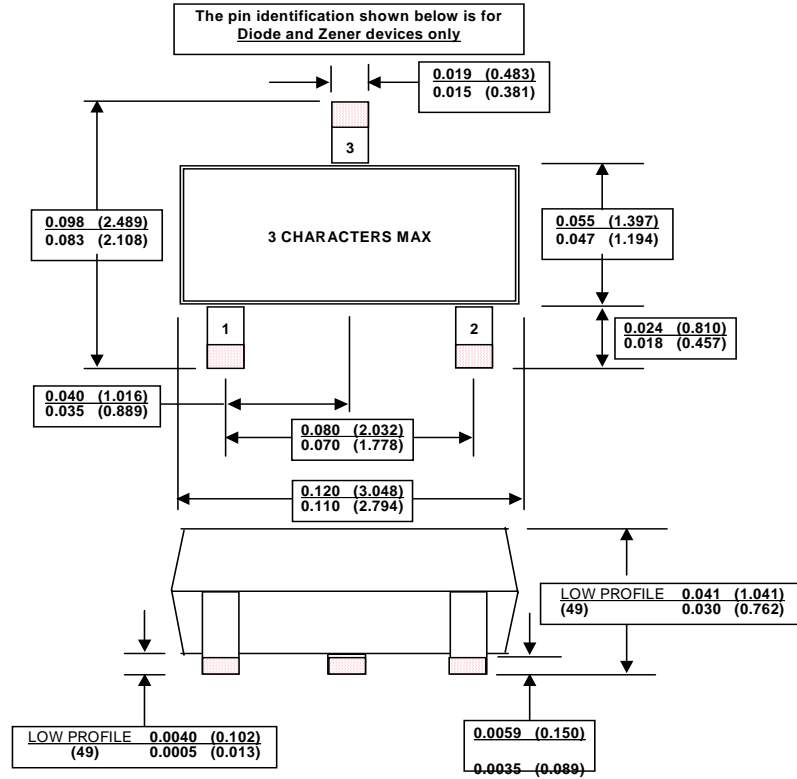 The pin identification shown below is for
Diode and Zener devices only
0.019 (0.483)
0.015 (0.381)
3
0.098 (2.489)
0.083 (2.108)
3 CHARACTERS MAX
0.055 (1.397)
0.047 (1.194)
1
2
0.024 (0.810)
0.018 (0.457)
0.040 (1.016)
0.035 (0.889)
0.080 (2.032)
0.070 (1.778)
0.120 (3.048)
0.110 (2.794)
LOW PROFILE 0.041 (1.041)
(49) 0.030 (0.762)
LOW PROFILE 0.0040 (0.102)
(49) 0.0005 (0.013)
0.0059 (0.150)
0.0035 (0.089)